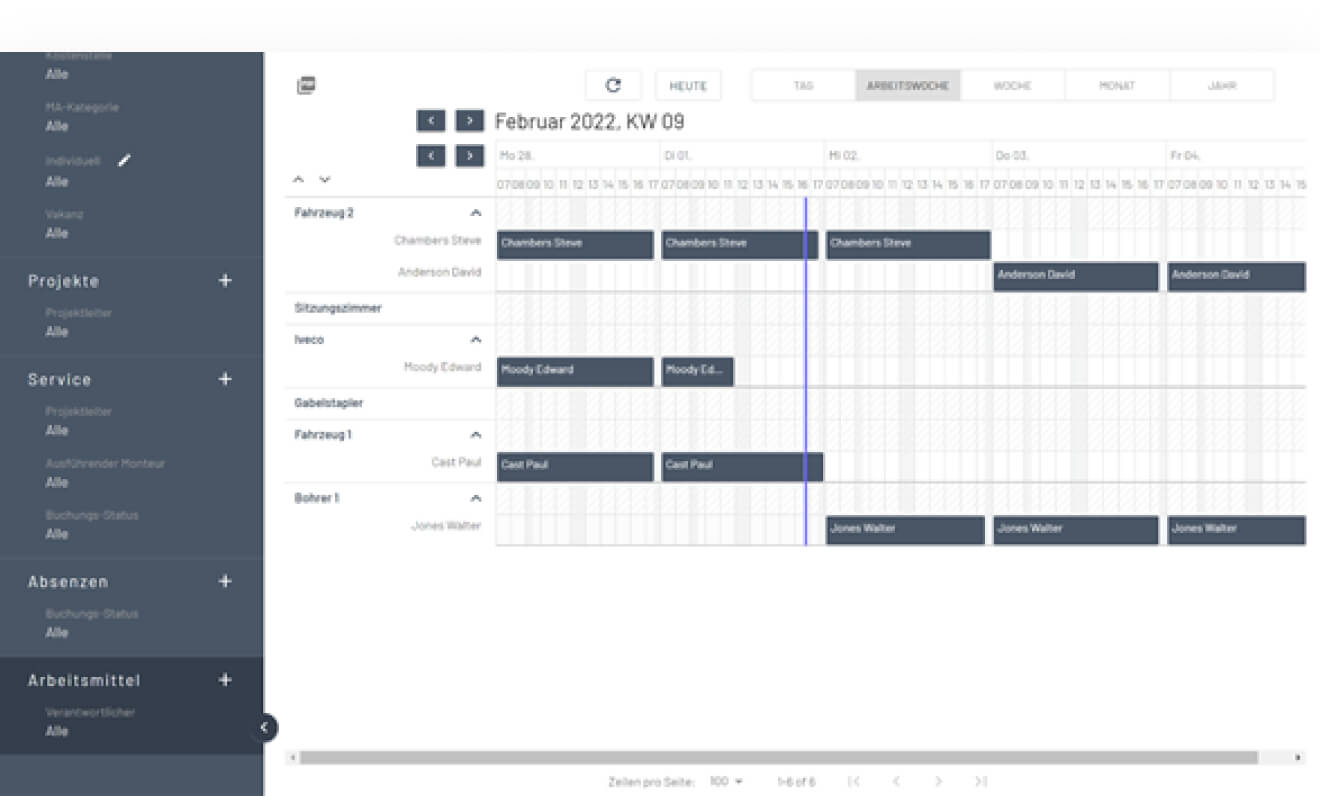 Kostenstelle
Alle
MA-Kategorie
Alle
Individuell
Alle
Vakanz
Alle
Projekte +
Projektleiter
Alle
Service +
Projektleiter
Alle
Ausführender Monteur
Alle
Buchungs-Status
Alle
Absenzen +
Buchungs-Status
Alle
Arbeitsmittel +
Verantwortlicher
Alle
HEUTE TAG ARBEITSWOCHE WOCHE MONAT JAHR
Februar 2022, KW 09
Mo 28. Di 01. Mi 02. Do 03. Fr 04.
07 08 09 10 11 12 13 14 15 16 17 07 08 09 10 11 12 13 14 15 16 17 07 08 09 10 11 12 13 14 15 16 17 07 08 09 10 11 12 13 14 15 16 17 07 08 09 10 11 12 13 14 15
Fahrzeug 2
Chambers Steve Chambers Steve Chambers Steve Chambers Steve
Anderson David Anderson David Anderson David
Sitzungszimmer
Iveco
Moody Edward Moody Edward Moody Ed...
Gabelstapler
Fahrzeug 1
Cast Paul Cast Paul Cast Paul
Bohrer 1
Jones Walter Jones Walter Jones Walter Jones Walter
Zeilen pro Seite: 100 1-6 of 6